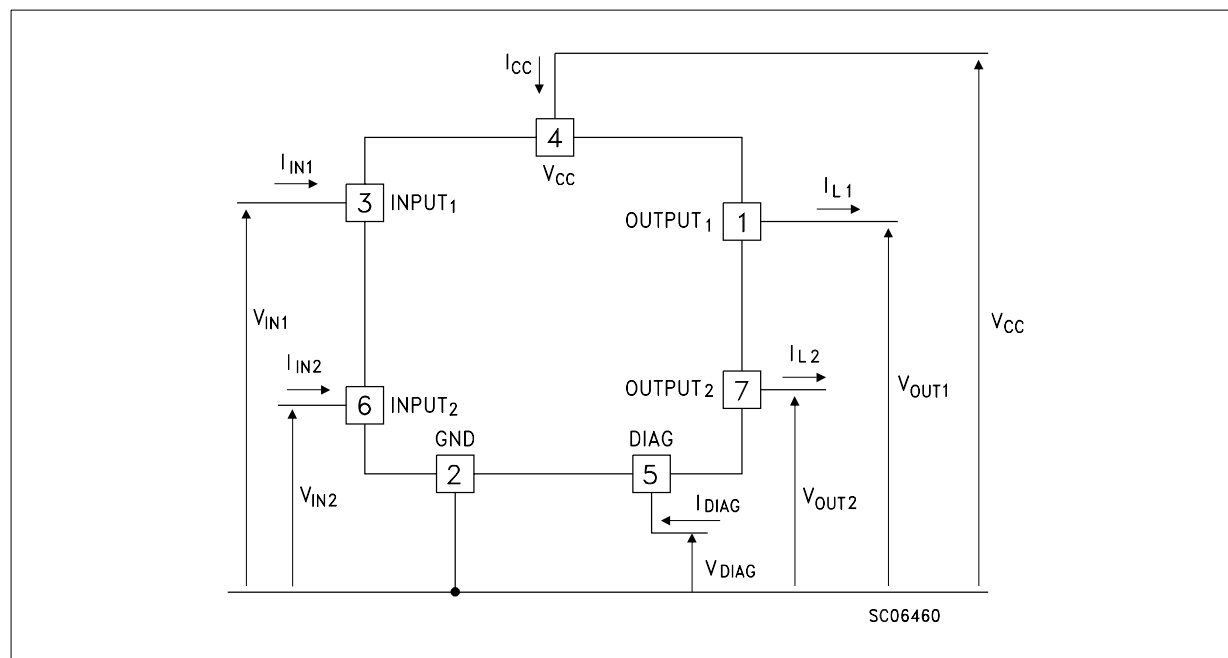 I_CC
4
V_CC
I_IN1
3 INPUT_1
I_L1
OUTPUT_1 1
V_IN1
V_CC
I_IN2
I_L2
V_OUT1
6 INPUT_2
OUTPUT_2 7
GND
DIAG
2
5
V_IN2
I_DIAG
V_OUT2
V_DIAG
SC06460